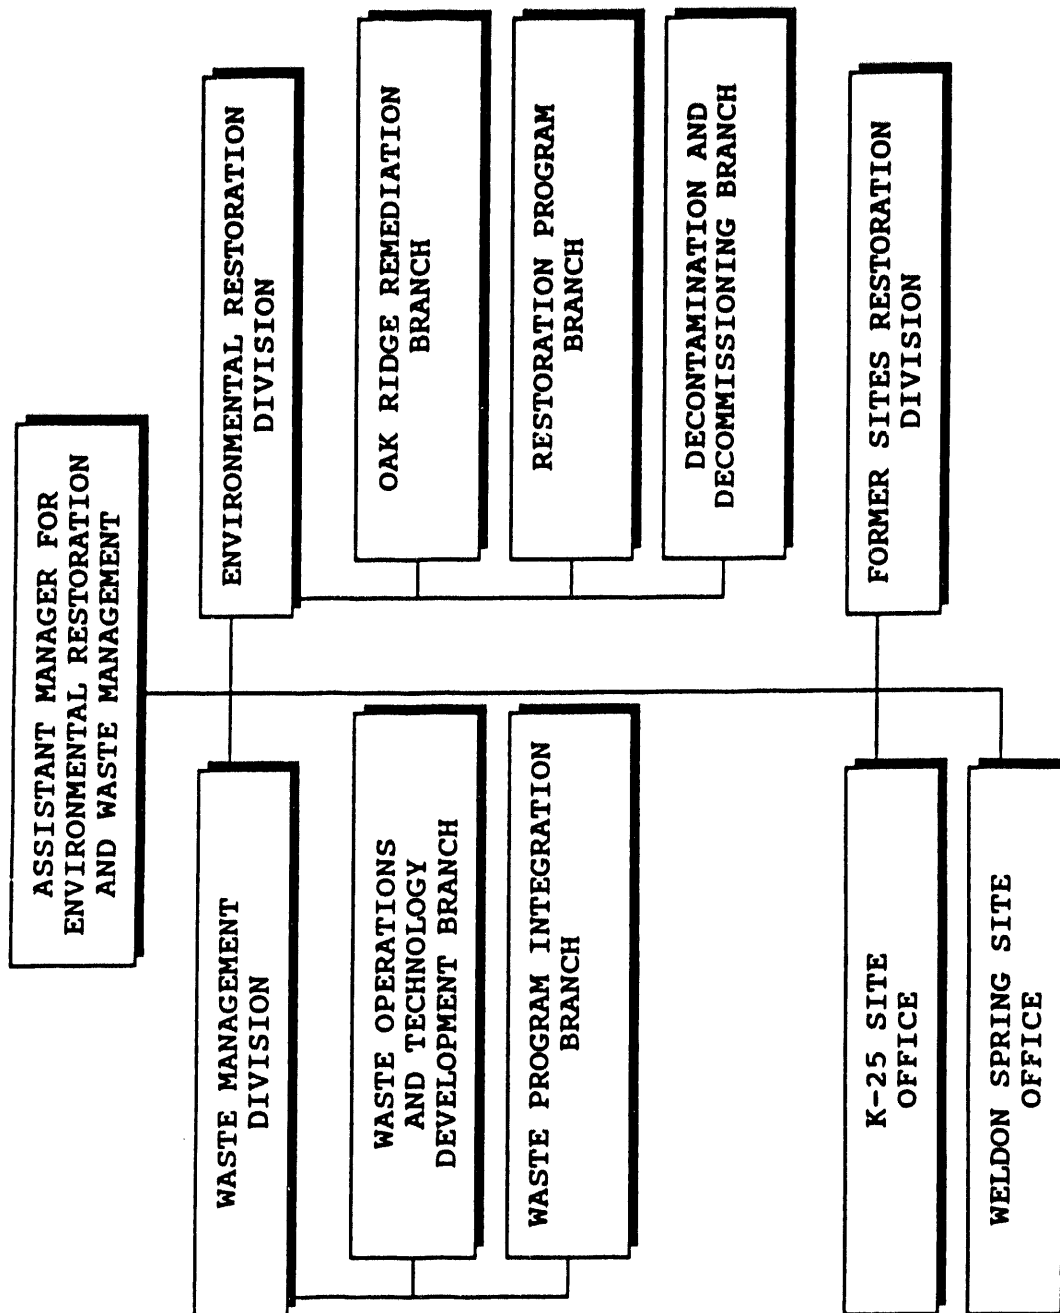 ASSISTANT MANAGER FOR
ENVIRONMENTAL RESTORATION
AND WASTE MANAGEMENT
WASTE MANAGEMENT
DIVISION
ENVIRONMENTAL RESTORATION
DIVISION
WASTE OPERATIONS
AND TECHNOLOGY
DEVELOPMENT BRANCH
OAK RIDGE REMEDIATION
BRANCH
WASTE PROGRAM INTEGRATION
BRANCH
RESTORATION PROGRAM
BRANCH
DECONTAMINATION AND
DECOMMISSIONING BRANCH
K-25 SITE
OFFICE
FORMER SITES RESTORATION
DIVISION
WELDON SPRING SITE
OFFICE